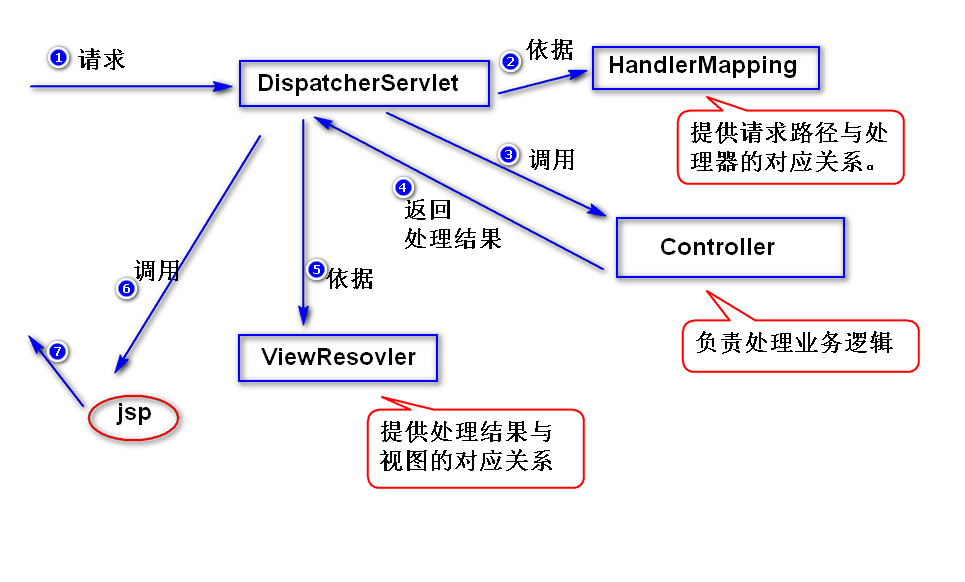 1 请求
DispatcherServlet
2 依据
HandlerMapping
提供请求路径与处
理器的对应关系。
3 调用
4
返回
处理结果
Controller
负责处理业务逻辑
5 依据
ViewResovler
提供处理结果与
视图的对应关系
6 调用
jsp
7